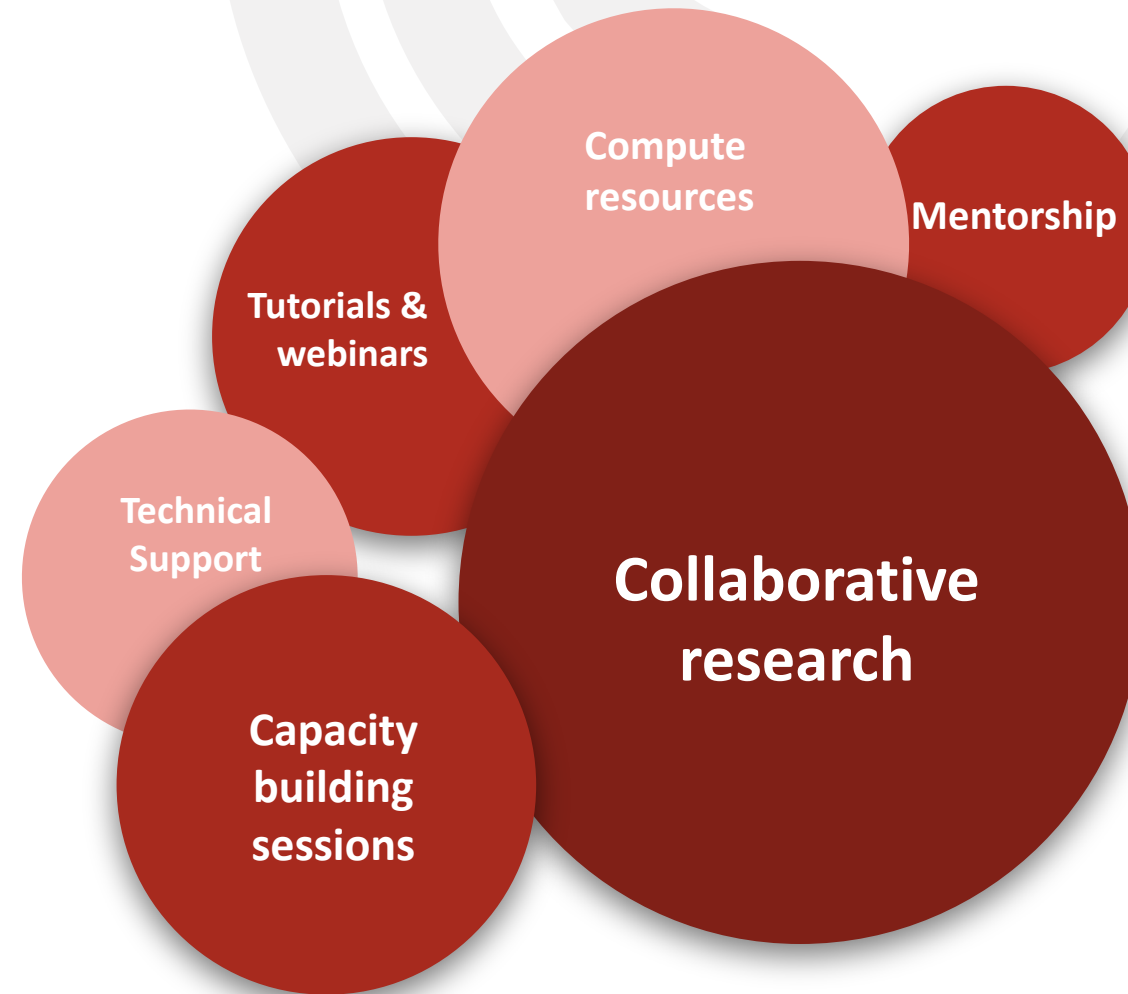 Compute
resources
Mentorship
Tutorials &
webinars
Technical
Support
Collaborative
research
Capacity
building
sessions